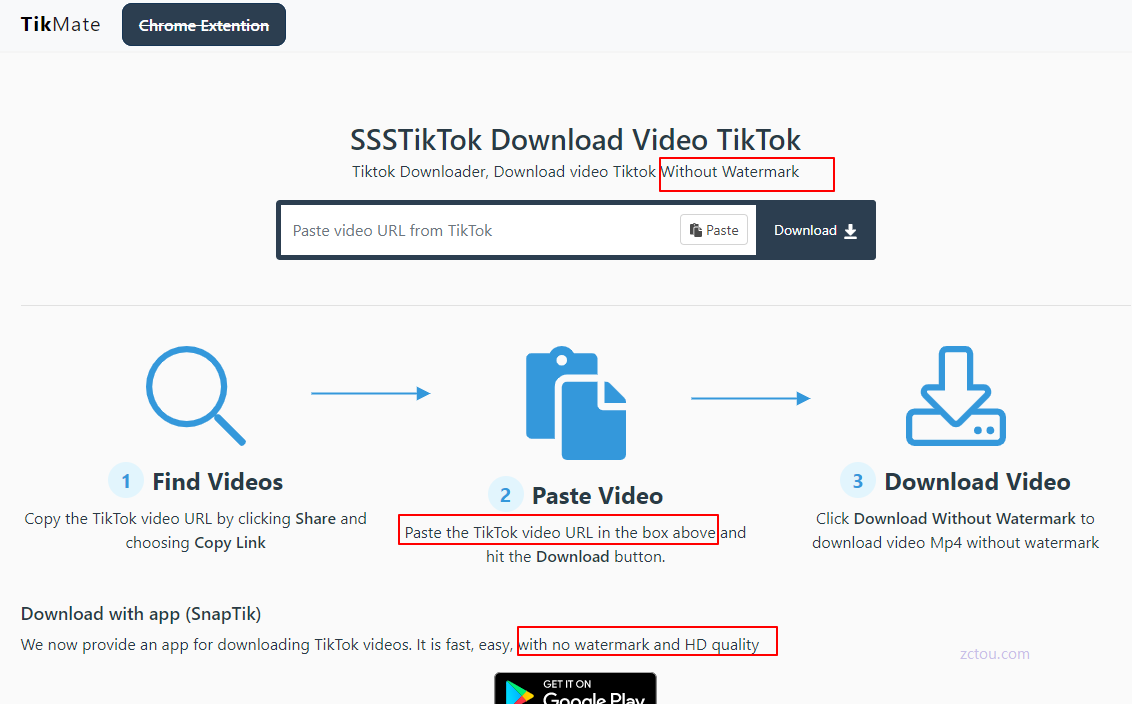 TikMate
Chrome Extention
SSSTikTok Download Video TikTok
Tiktok Downloader, Download video Tiktok Without Watermark
Paste video URL from TikTok
Paste
Download
1 Find Videos
Copy the TikTok video URL by clicking Share and
choosing Copy Link
2 Paste Video
Paste the TikTok video URL in the box above and
hit the Download button.
3 Download Video
Click Download Without Watermark to
download video Mp4 without watermark
Download with app (SnapTik)
We now provide an app for downloading TikTok videos. It is fast, easy, with no watermark and HD quality
zctou.com
GET IT ON
Google Play